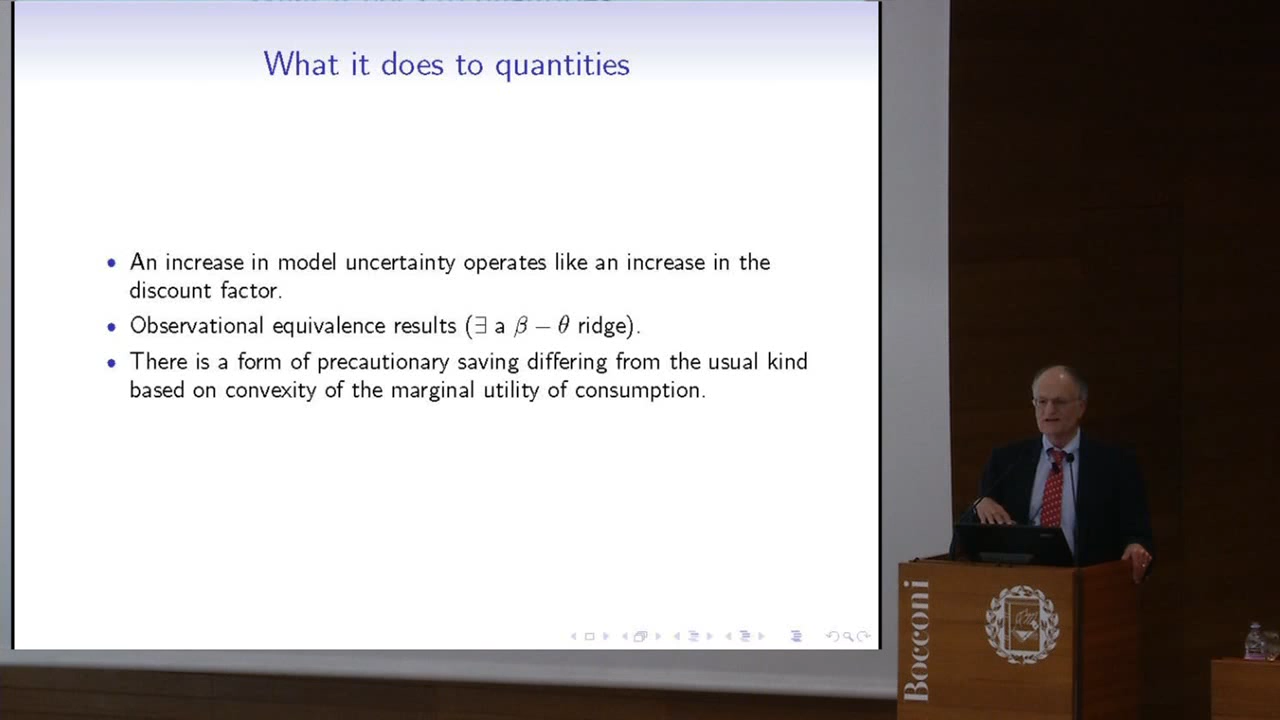 What it does to quantities
• An increase in model uncertainty operates like an increase in the
discount factor.
• Observational equivalence results (∃ a β − θ ridge).
• There is a form of precautionary saving differing from the usual kind
based on convexity of the marginal utility of consumption.
Bocconi